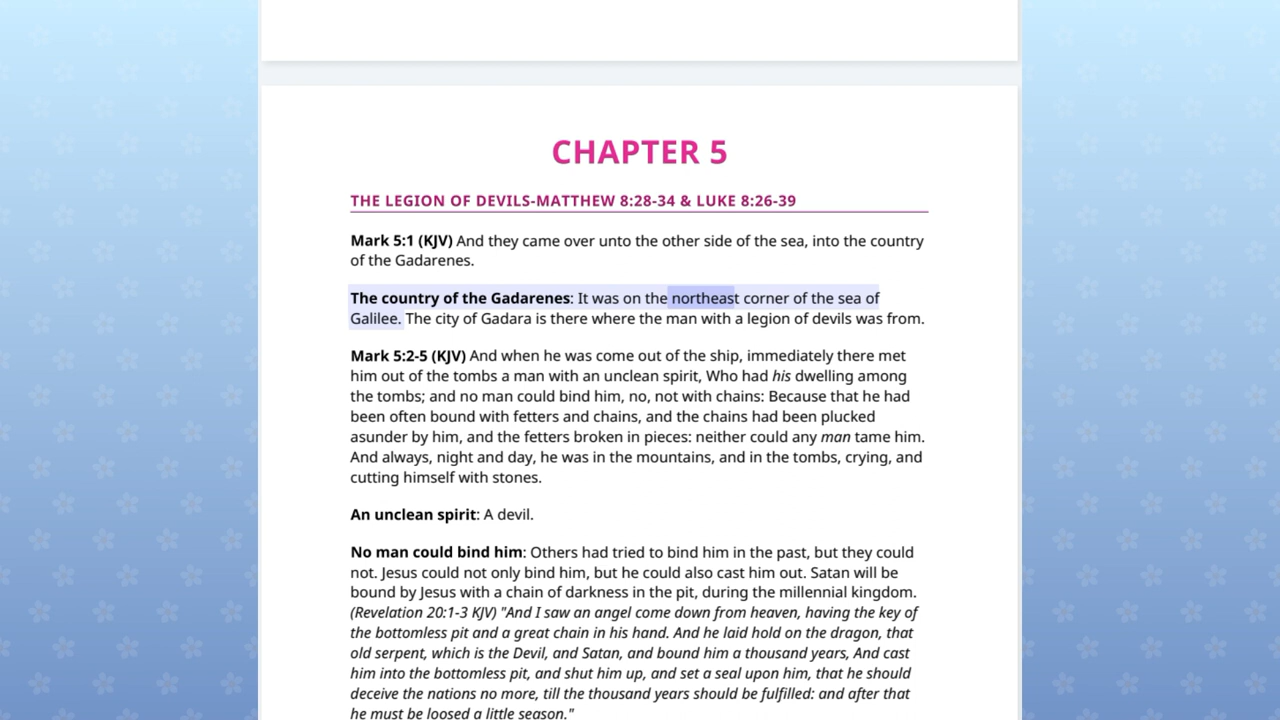 CHAPTER 5
THE LEGION OF DEVILS-MATTHEW 8:28-34 & LUKE 8:26-39
Mark 5:1 (KJV) And they came over unto the other side of the sea, into the country
of the Gadarenes.
The country of the Gadarenes: It was on the northeast corner of the sea of
Galilee. The city of Gadara is there where the man with a legion of devils was from.
Mark 5:2-5 (KJV) And when he was come out of the ship, immediately there met
him out of the tombs a man with an unclean spirit, Who had his dwelling among
the tombs; and no man could bind him, no, not with chains: Because that he had
been often bound with fetters and chains, and the chains had been plucked
asunder by him, and the fetters broken in pieces: neither could any man tame him.
And always, night and day, he was in the mountains, and in the tombs, crying, and
cutting himself with stones.
An unclean spirit: A devil.
No man could bind him: Others had tried to bind him in the past, but they could
not. Jesus could not only bind him, but he could also cast him out. Satan will be
bound by Jesus with a chain of darkness in the pit, during the millennial kingdom.
(Revelation 20:1-3 KJV) "And I saw an angel come down from heaven, having the key of
the bottomless pit and a great chain in his hand. And he laid hold on the dragon, that
old serpent, which is the Devil, and Satan, and bound him a thousand years, And cast
him into the bottomless pit, and shut him up, and set a seal upon him, that he should
deceive the nations no more, till the thousand years should be fulfilled: and after that
he must be loosed a little season."